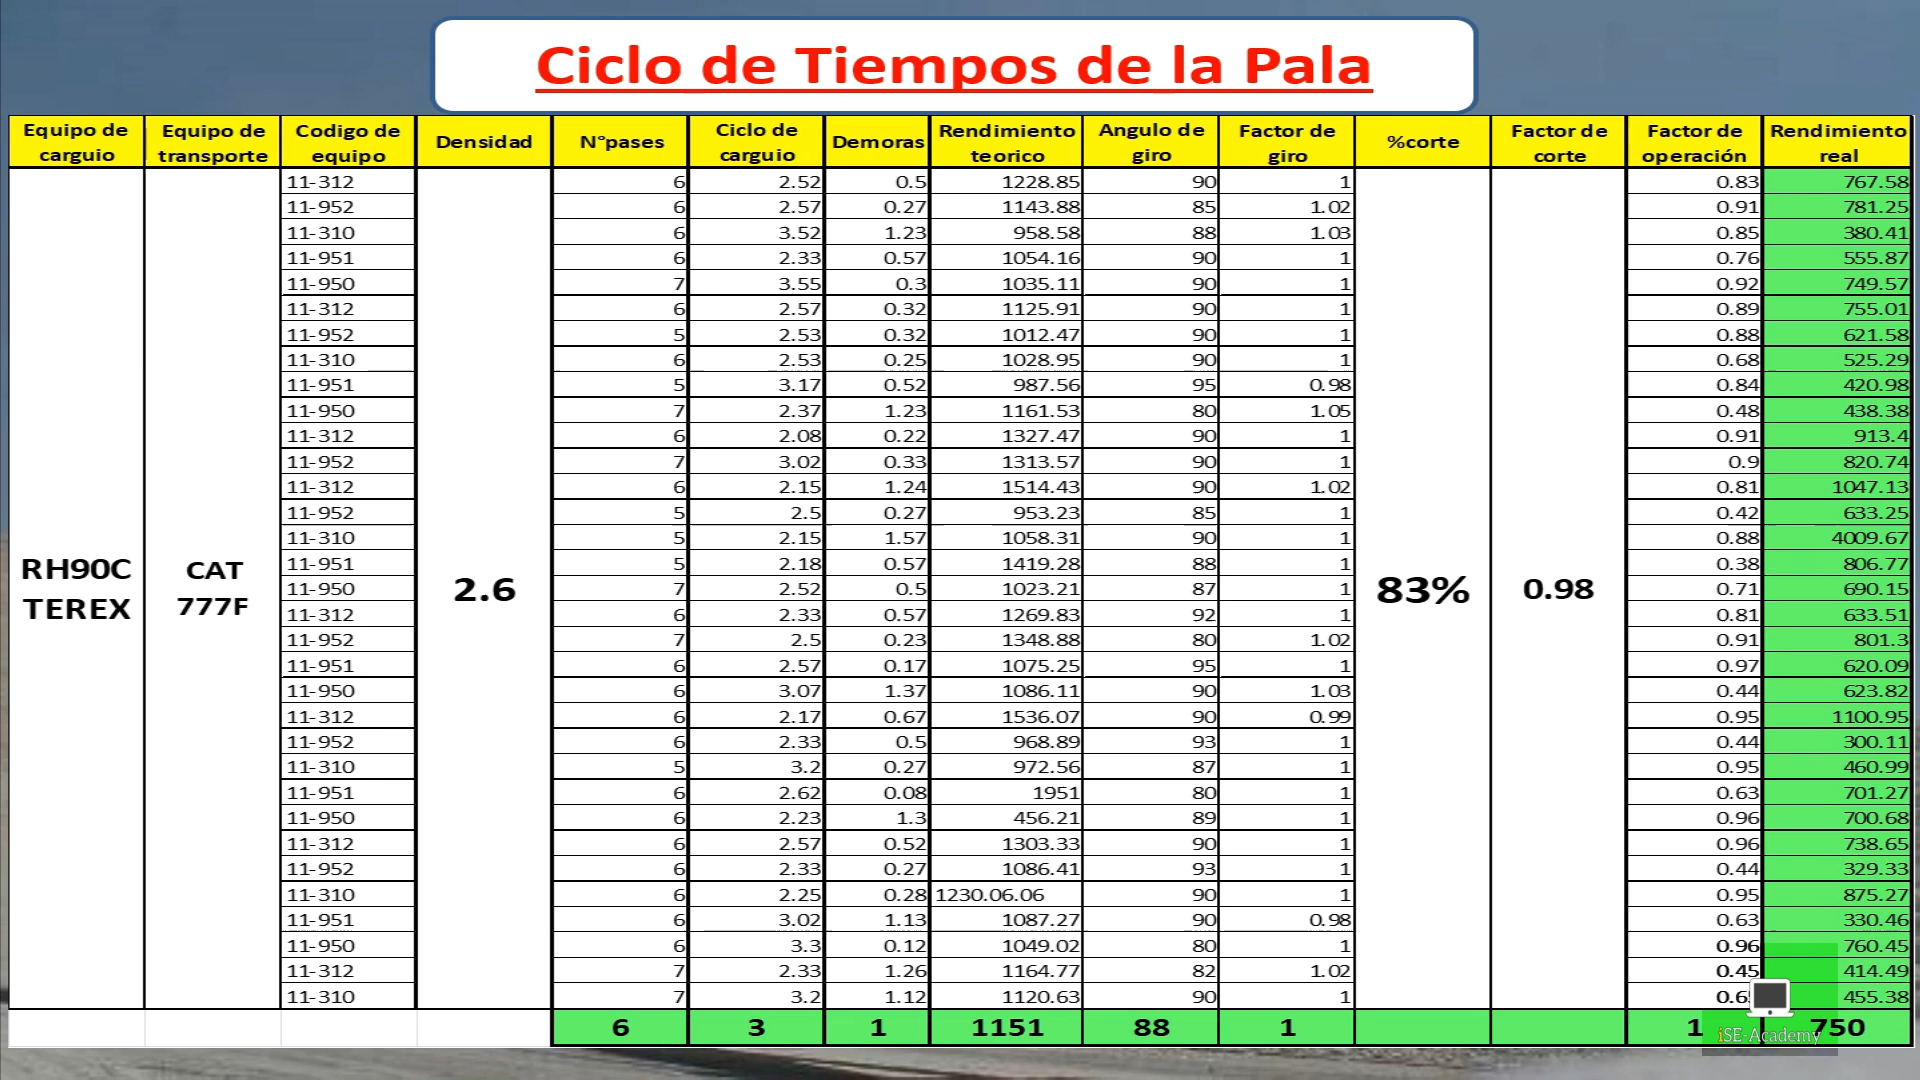 Ciclo de Tiempos de la Pala
Equipo de carguio Equipo de transporte Codigo de equipo Densidad N°pases Ciclo de carguio Demoras Rendimiento teorico Angulo de giro Factor de giro %corte Factor de corte Factor de operación Rendimiento real
11-312 6 2.52 0.5 1228.85 90 1 0.83 767.58
11-952 6 2.57 0.27 1143.88 85 1.02 0.91 781.25
11-310 6 3.52 1.23 958.58 88 1.03 0.85 380.41
11-951 6 2.33 0.57 1054.16 90 1 0.76 555.87
11-950 7 3.55 0.3 1035.11 90 1 0.92 749.57
11-312 6 2.57 0.32 1125.91 90 1 0.89 755.01
11-952 5 2.53 0.32 1012.47 90 1 0.88 621.58
11-310 6 2.53 0.25 1028.95 90 1 0.68 525.29
11-951 5 3.17 0.52 987.56 95 0.98 0.84 420.98
11-950 7 2.37 1.23 1161.53 80 1.05 0.48 438.38
11-312 6 2.08 0.22 1327.47 90 1 0.91 913.4
11-952 7 3.02 0.33 1313.57 90 1 0.9 820.74
11-312 6 2.15 1.24 1514.43 90 1.02 0.81 1047.13
11-952 5 2.5 0.27 953.23 85 1 0.42 633.25
11-310 5 2.15 1.57 1058.31 90 1 0.88 4009.67
11-951 5 2.18 0.57 1419.28 88 1 0.38 806.77
RH90C TEREX CAT 777F 11-950 2.6 7 2.52 0.5 1023.21 87 1 83% 0.98 0.71 690.15
11-312 6 2.33 0.57 1269.83 92 1 0.81 633.51
11-952 7 2.5 0.23 1348.88 80 1.02 0.91 801.3
11-951 6 2.57 0.17 1075.25 95 1 0.97 620.09
11-950 6 3.07 1.37 1086.11 90 1.03 0.44 623.82
11-312 6 2.17 0.67 1536.07 90 0.99 0.95 1100.95
11-952 6 2.33 0.5 968.89 93 1 0.44 300.11
11-310 5 3.2 0.27 972.56 87 1 0.95 460.99
11-951 6 2.62 0.08 1951 80 1 0.63 701.27
11-950 6 2.23 1.3 456.21 89 1 0.96 700.68
11-312 6 2.57 0.52 1303.33 90 1 0.96 738.65
11-952 6 2.33 0.27 1086.41 93 1 0.44 329.33
11-310 6 2.25 0.28 1230.06.06 90 1 0.95 875.27
11-951 6 3.02 1.13 1087.27 90 0.98 0.63 330.46
11-950 6 3.3 0.12 1049.02 80 1 0.96 760.45
11-312 7 2.33 1.26 1164.77 82 1.02 0.45 414.49
11-310 7 3.2 1.12 1120.63 90 1 455.38
6 3 1 1151 88 1 1 750
iSE-Academy